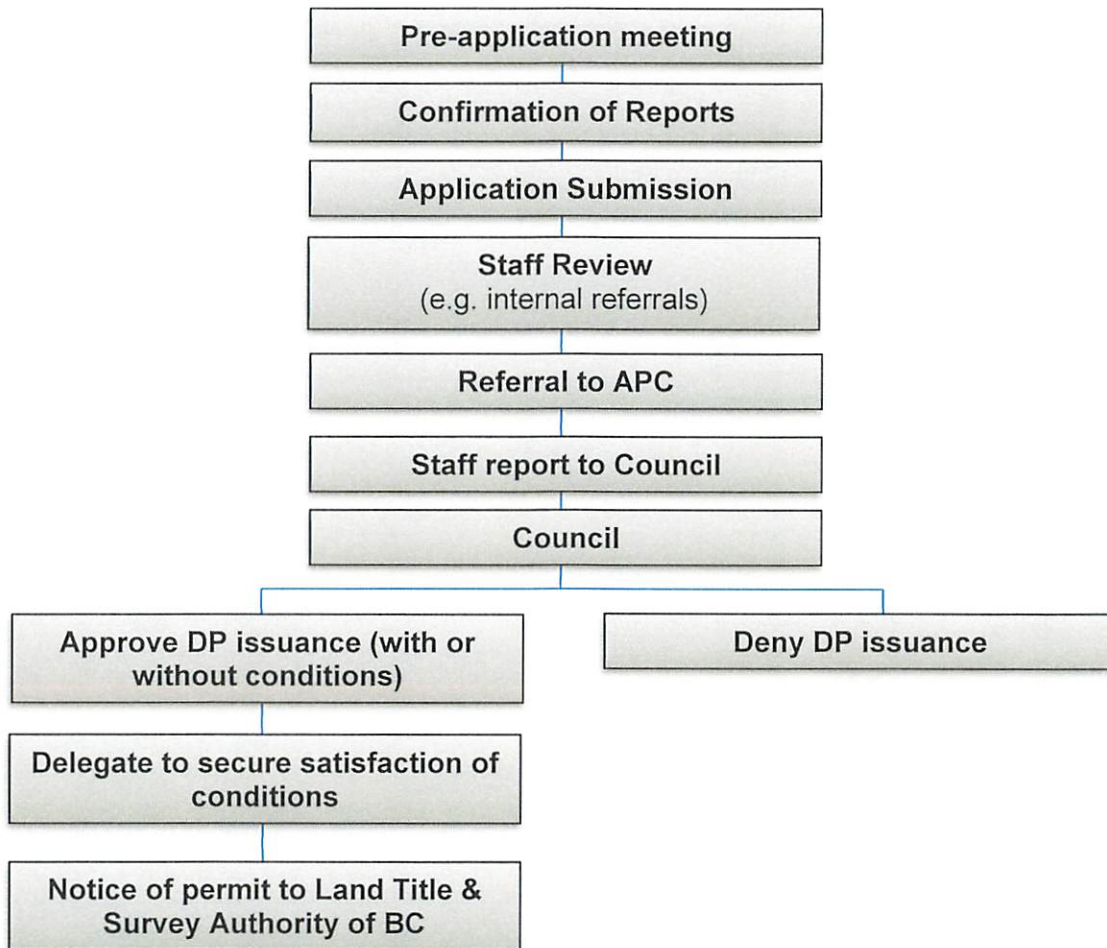 Pre-application meeting
Confirmation of Reports
Application Submission
Staff Review
(e.g. internal referrals)
Referral to APC
Staff report to Council
Council
Approve DP issuance (with or
without conditions)
Deny DP issuance
Delegate to secure satisfaction of
conditions
Notice of permit to Land Title &
Survey Authority of BC